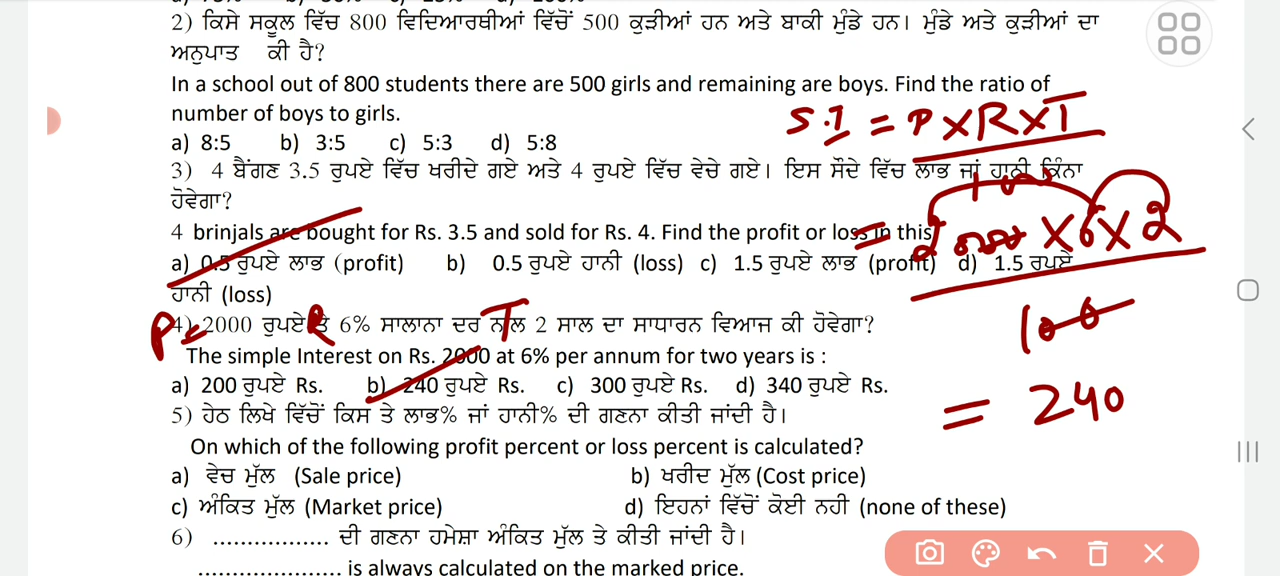 2) ਕਿਸੇ ਸਕੂਲ ਵਿੱਚ 800 ਵਿਦਿਆਰਥੀਆਂ ਵਿੱਚੋਂ 500 ਕੁੜੀਆਂ ਹਨ ਅਤੇ ਬਾਕੀ ਮੁੰਡੇ ਹਨ। ਮੁੰਡੇ ਅਤੇ ਕੁੜੀਆਂ ਦਾ
ਅਨੁਪਾਤ ਕੀ ਹੈ?
In a school out of 800 students there are 500 girls and remaining are boys. Find the ratio of
number of boys to girls.
S.I = P×R×T
a) 8:5 b) 3:5 c) 5:3 d) 5:8
3) 4 ਬੈਂਗਣ 3.5 ਰੁਪਏ ਵਿੱਚ ਖਰੀਦੇ ਗਏ ਅਤੇ 4 ਰੁਪਏ ਵਿੱਚ ਵੇਚੇ ਗਏ। ਇਸ ਸੌਦੇ ਵਿੱਚ ਲਾਭ ਜਾਂ ਹਾਨੀ ਕਿੰਨਾ
ਹੋਵੇਗਾ?
4 brinjals are bought for Rs. 3.5 and sold for Rs. 4. Find the profit or loss in this
= 2000 ×6×2
a) 0.5 ਰੁਪਏ ਲਾਭ (profit) b) 0.5 ਰੁਪਏ ਹਾਨੀ (loss) c) 1.5 ਰੁਪਏ ਲਾਭ (profit) d) 1.5 ਰੁਪਏ
ਹਾਨੀ (loss)
100
P R T
4) 2000 ਰੁਪਏ ਤੇ 6% ਸਾਲਾਨਾ ਦਰ ਨਾਲ 2 ਸਾਲ ਦਾ ਸਾਧਾਰਨ ਵਿਆਜ ਕੀ ਹੋਵੇਗਾ?
The simple Interest on Rs. 2000 at 6% per annum for two years is :
a) 200 ਰੁਪਏ Rs. b) 240 ਰੁਪਏ Rs. c) 300 ਰੁਪਏ Rs. d) 340 ਰੁਪਏ Rs.
= 240
5) ਹੇਠ ਲਿਖੇ ਵਿੱਚੋਂ ਕਿਸ ਤੇ ਲਾਭ% ਜਾਂ ਹਾਨੀ% ਦੀ ਗਣਨਾ ਕੀਤੀ ਜਾਂਦੀ ਹੈ।
On which of the following profit percent or loss percent is calculated?
a) ਵੇਚ ਮੁੱਲ (Sale price) b) ਖਰੀਦ ਮੁੱਲ (Cost price)
c) ਅੰਕਿਤ ਮੁੱਲ (Market price) d) ਇਹਨਾਂ ਵਿੱਚੋਂ ਕੋਈ ਨਹੀ (none of these)
6) ................. ਦੀ ਗਣਨਾ ਹਮੇਸ਼ਾ ਅੰਕਿਤ ਮੁੱਲ ਤੇ ਕੀਤੀ ਜਾਂਦੀ ਹੈ।
..................... is always calculated on the marked price.